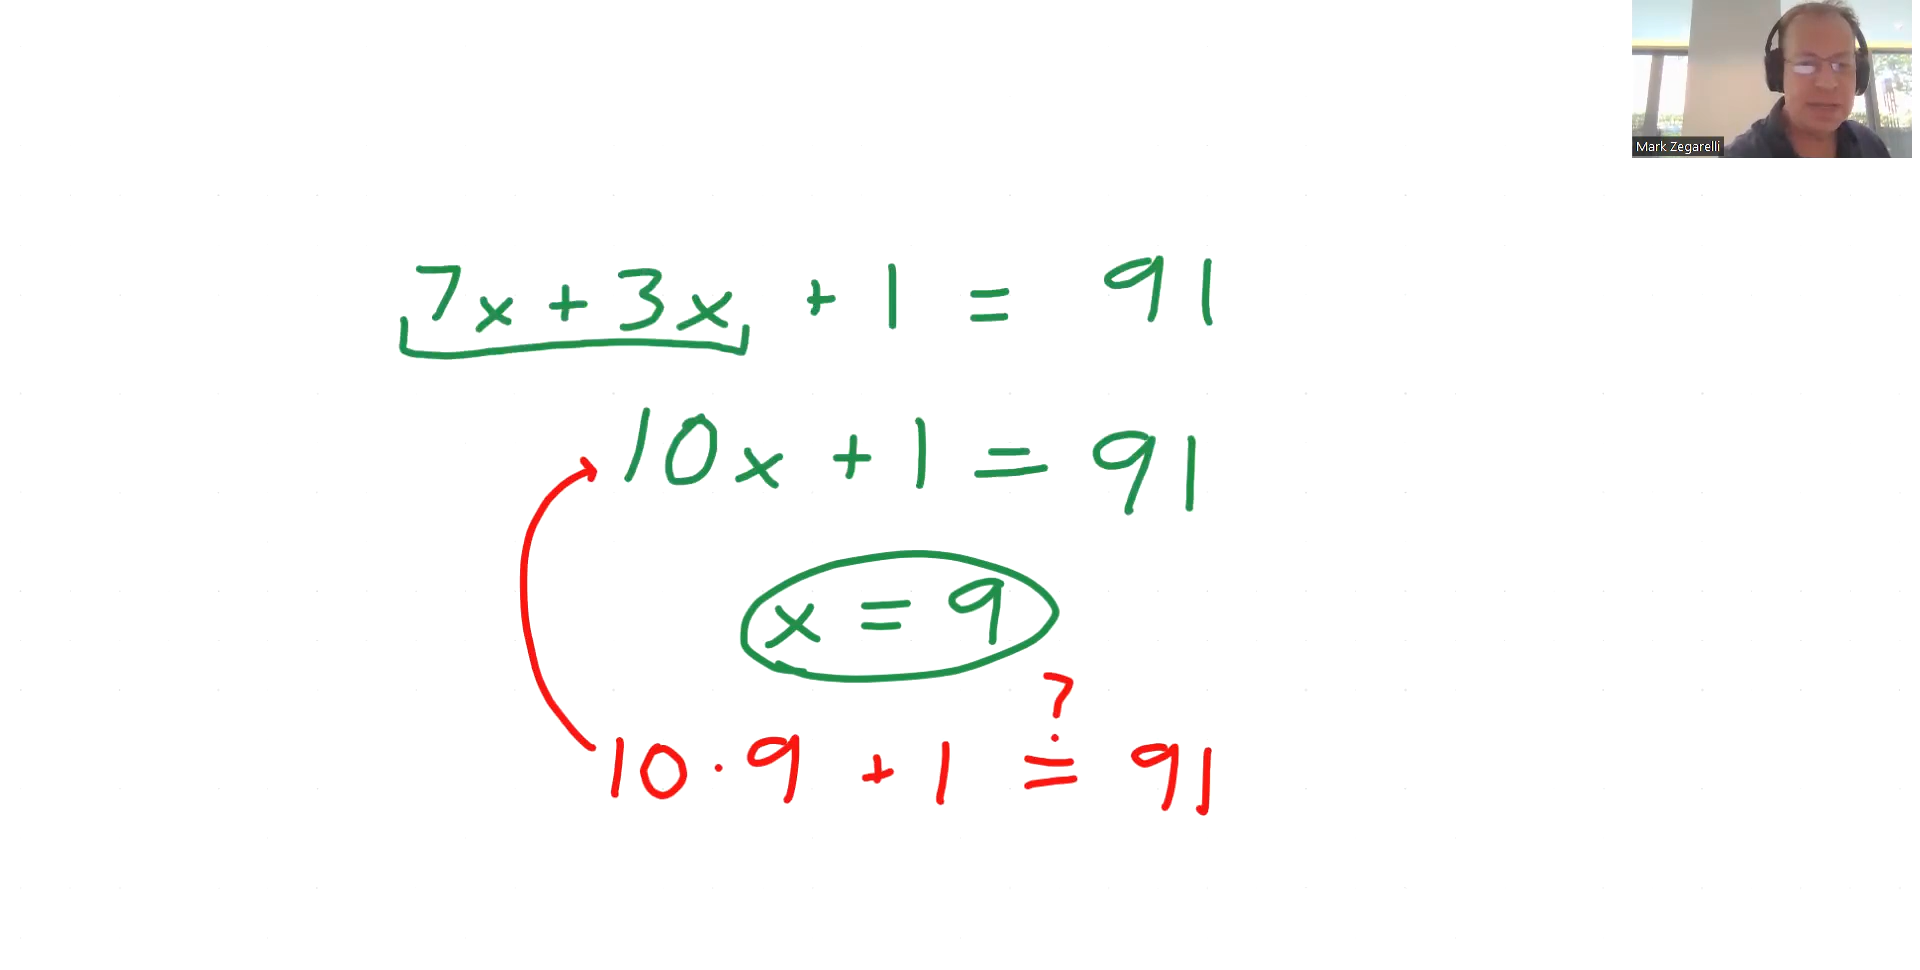 Mark Zegarelli
7x + 3x + 1 = 91
10x + 1 = 91
x = 9
?
10 · 9 + 1 = 91